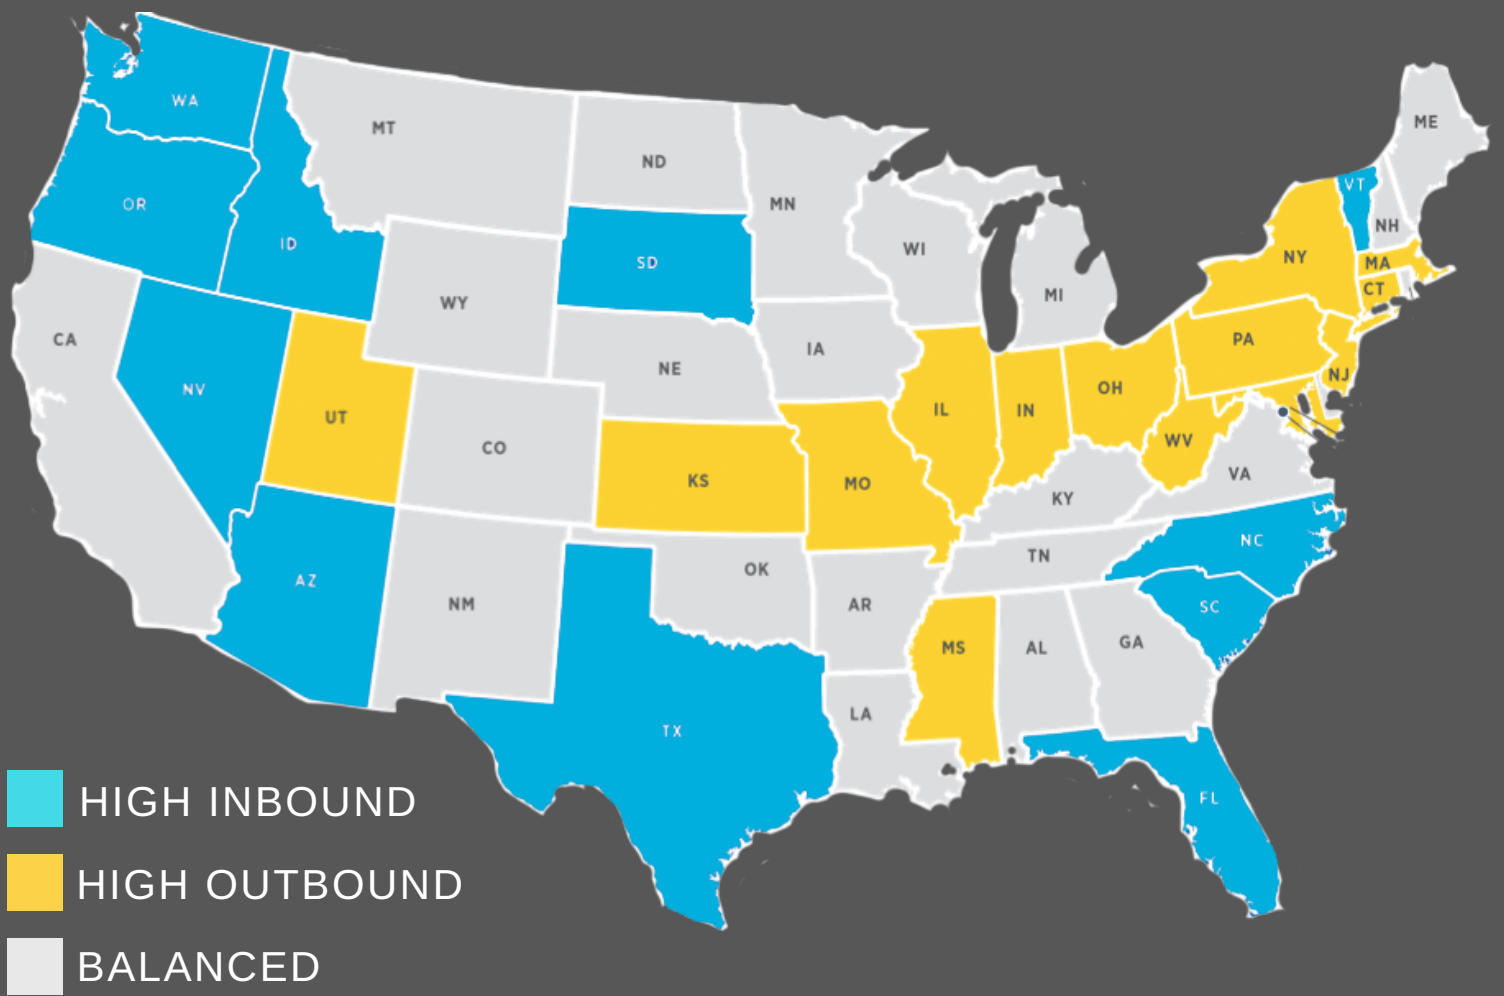 WA
MT
ME
ND
VT
OR
MN
NH
ID
WI
NY
SD
MA
CT
MI
WY
CA
PA
IA
NE
NJ
NV
OH
UT
IL
IN
WV
CO
VA
KS
MO
KY
NC
TN
OK
AZ
NM
AR
SC
MS
AL
GA
LA
TX
FL
HIGH INBOUND
HIGH OUTBOUND
BALANCED